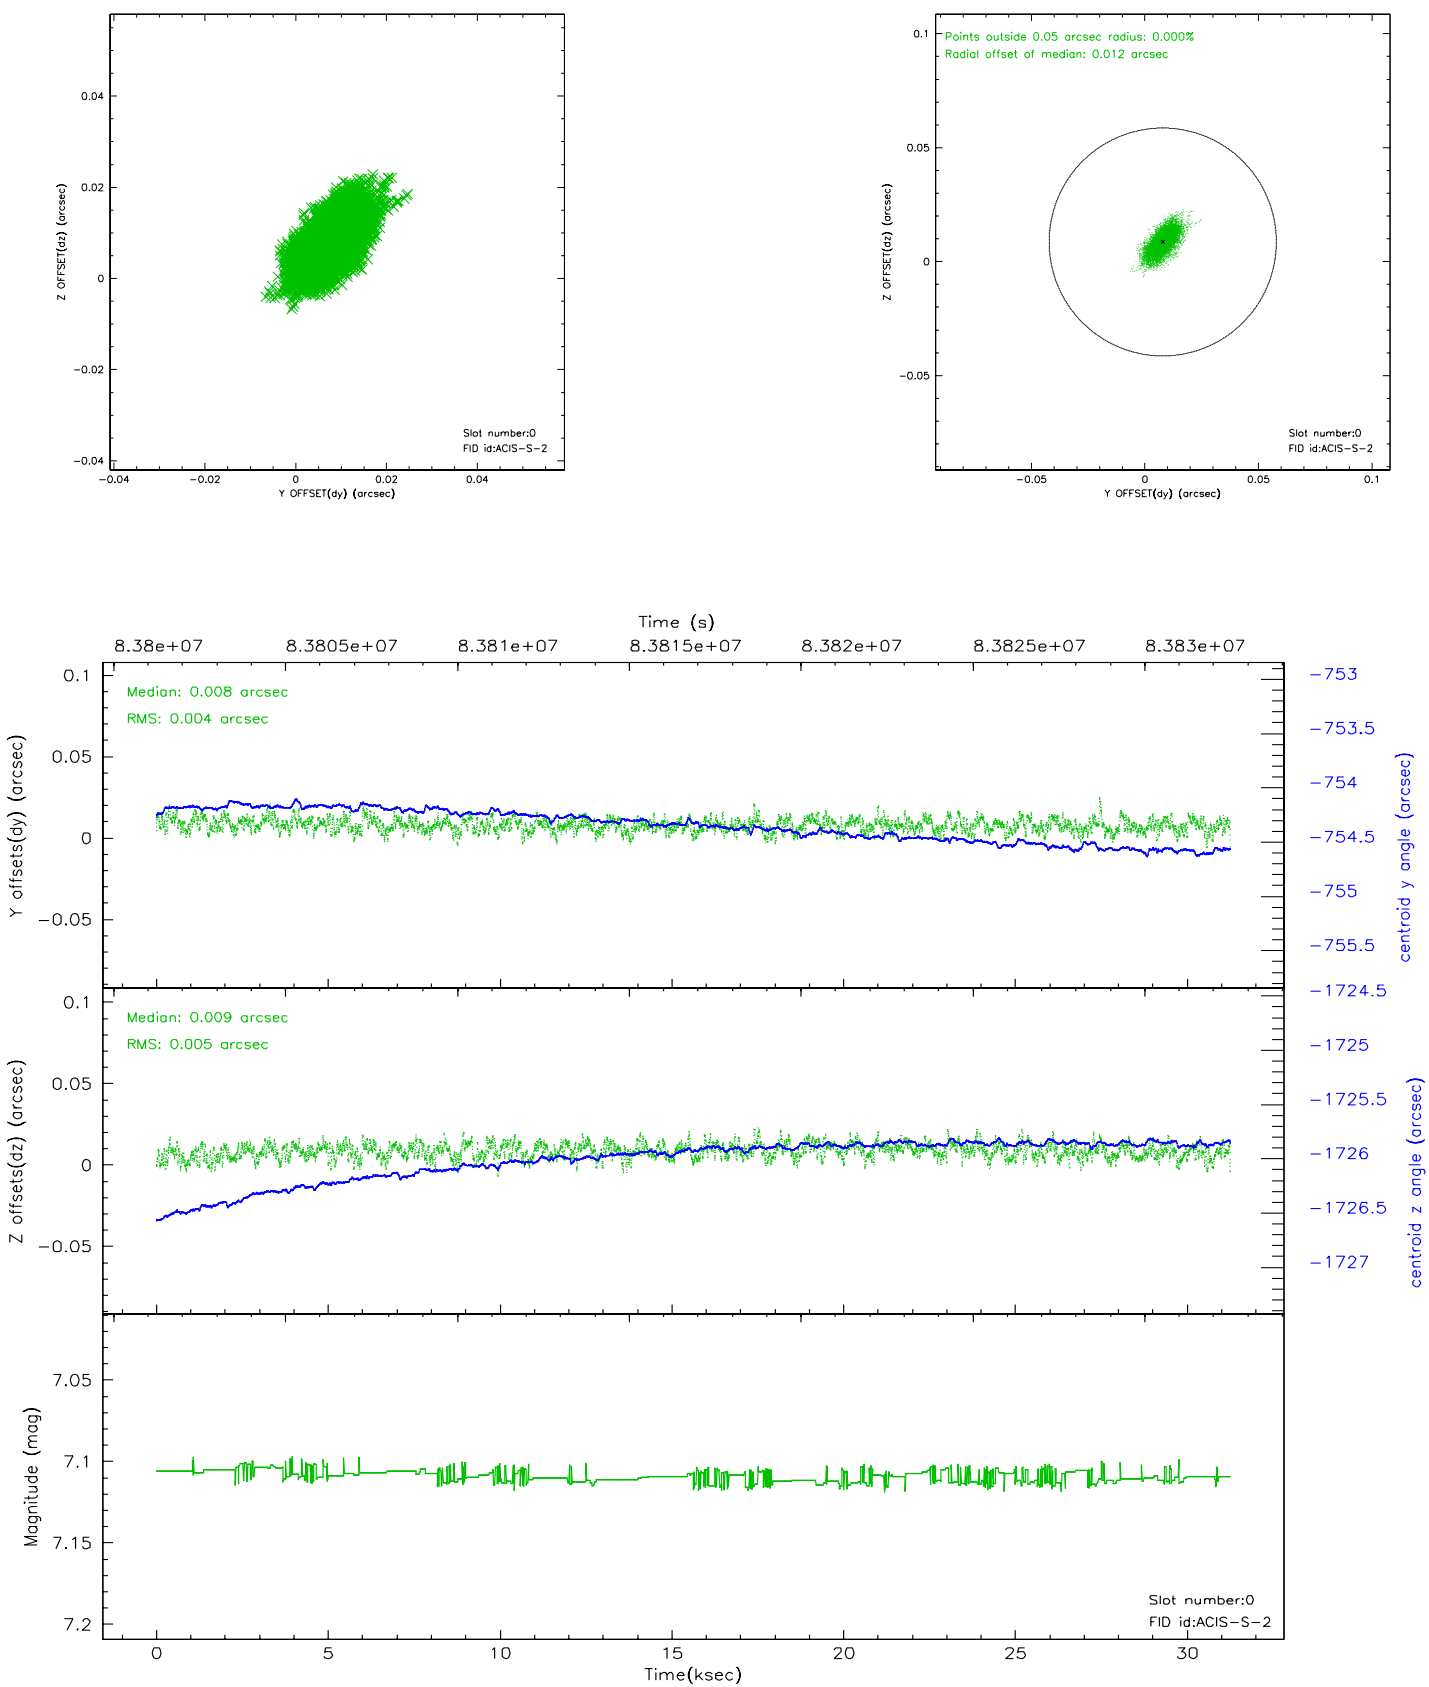 0.04
0.02
0
−0.02
−0.04
Z OFFSET(dz) (arcsec)
Slot number:0
FID id:ACIS−S−2
−0.04 −0.02 0 0.02 0.04
Y OFFSET(dy) (arcsec)
Points outside 0.05 arcsec radius: 0.000%
Radial offset of median: 0.012 arcsec
0.1
0.05
0
−0.05
Z OFFSET(dz) (arcsec)
Slot number:0
FID id:ACIS−S−2
−0.05 0 0.05 0.1
Y OFFSET(dy) (arcsec)
Time (s)
8.38e+07 8.3805e+07 8.381e+07 8.3815e+07 8.382e+07 8.3825e+07 8.383e+07
Median: 0.008 arcsec
RMS: 0.004 arcsec
0.1
0.05
0
−0.05
Y offsets(dy) (arcsec)
−753
−753.5
−754
−754.5
−755
−755.5
centroid y angle (arcsec)
Median: 0.009 arcsec
RMS: 0.005 arcsec
0.1
0.05
0
−0.05
Z offsets(dz) (arcsec)
−1724.5
−1725
−1725.5
−1726
−1726.5
−1727
centroid z angle (arcsec)
7.05
7.1
7.15
7.2
Magnitude (mag)
Slot number:0
FID id:ACIS−S−2
0 5 10 15 20 25 30
Time(ksec)